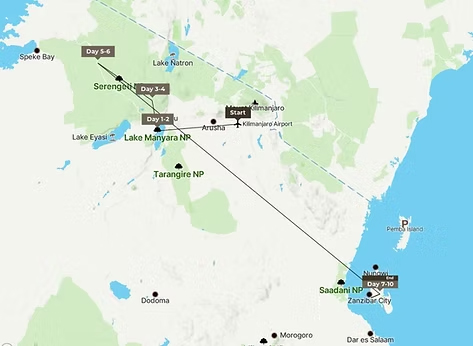 Speke Bay
Day 5-6
Lake Natron
Serengeti
Day 3-4
Mount Kilimanjaro
Start
Day 1-2
Kilimanjaro Airport
Arusha
Lake Eyasi
Lake Manyara NP
Tarangire NP
P
Pemba Island
Nungwi
End
Day 7-10
Saadani NP
Zanzibar City
Dodoma
Morogoro
Dar es Salaam